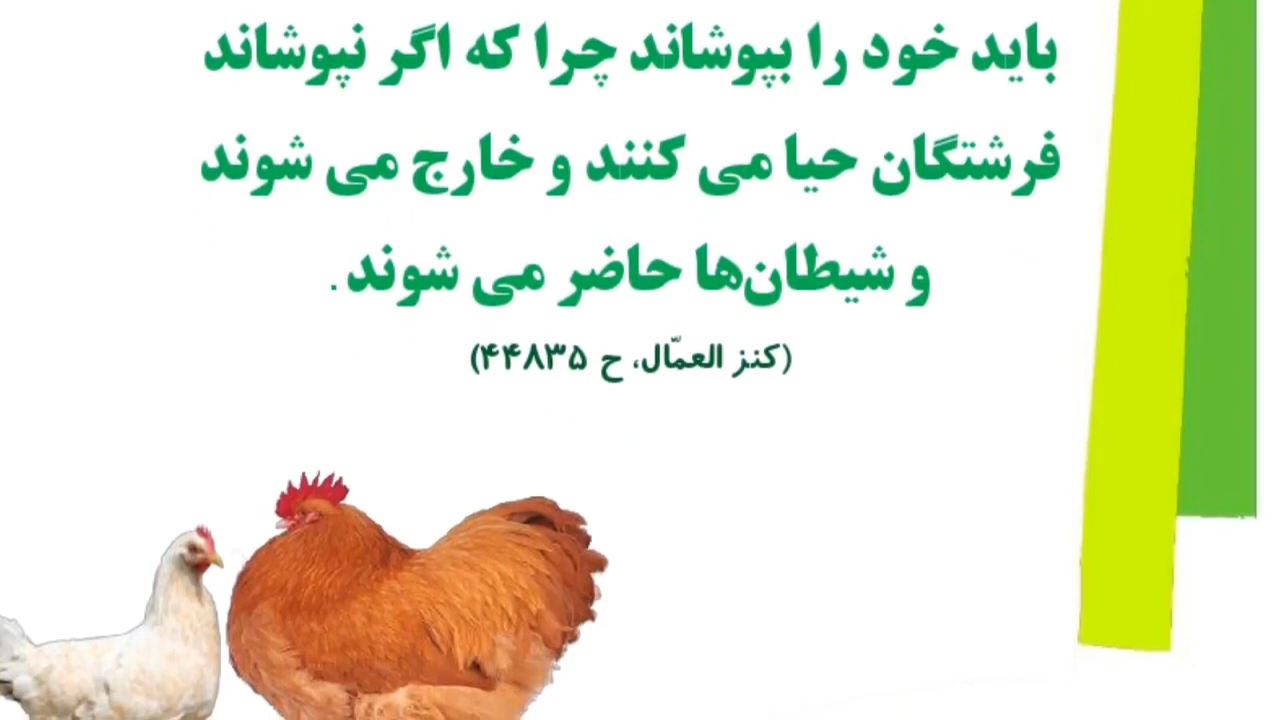 باید خود را بپوشاند چرا که اگر نپوشاند
فرشتگان حیا می کنند و خارج می شوند
و شیطان‌ها حاضر می شوند.
(کنز العمّال، ح ۴۴۸۳۵)